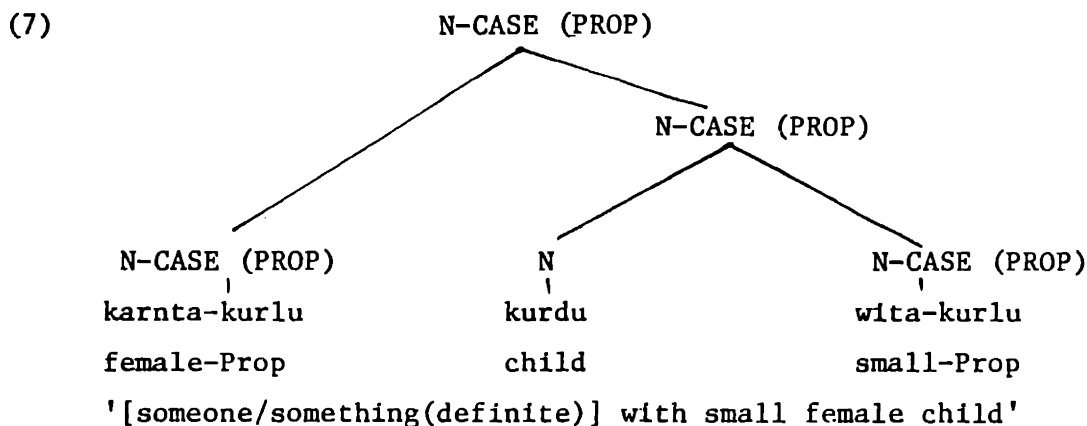 (7) N-CASE (PROP)
N-CASE (PROP)
N-CASE (PROP) N N-CASE (PROP)
karnta-kurlu kurdu wita-kurlu
female-Prop child small-Prop
'[someone/something(definite)] with small female child'